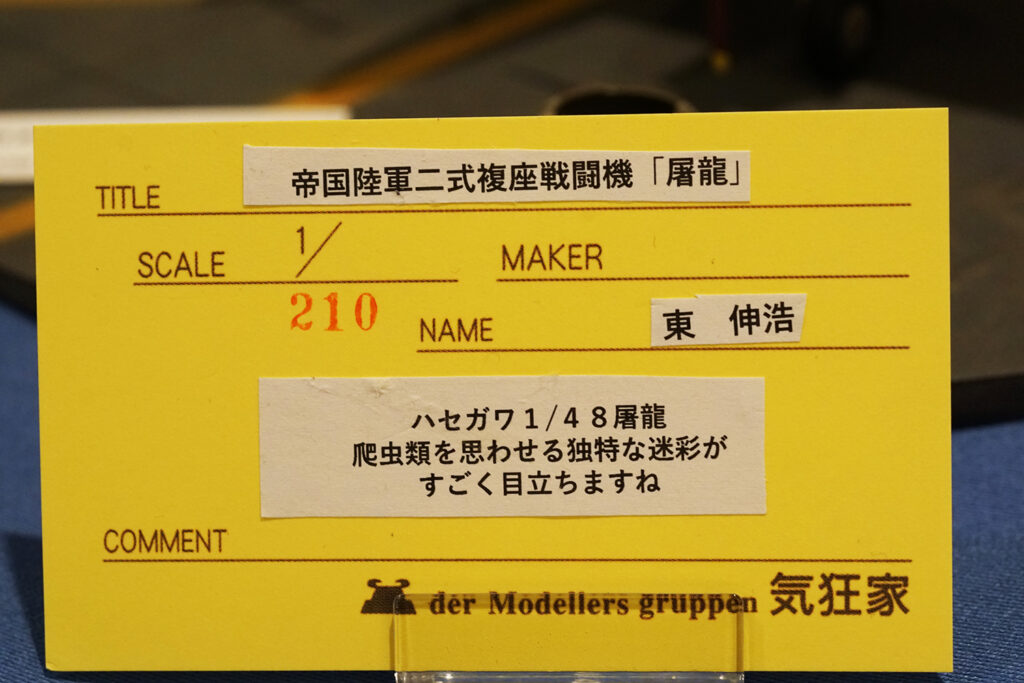 TITLE 帝国陸軍二式複座戦闘機「屠龍」
SCALE 1/ MAKER
210
NAME 東 伸浩
ハセガワ1/48屠龍
爬虫類を思わせる独特な迷彩が
すごく目立ちますね
COMMENT
der Modellers gruppen 気狂家